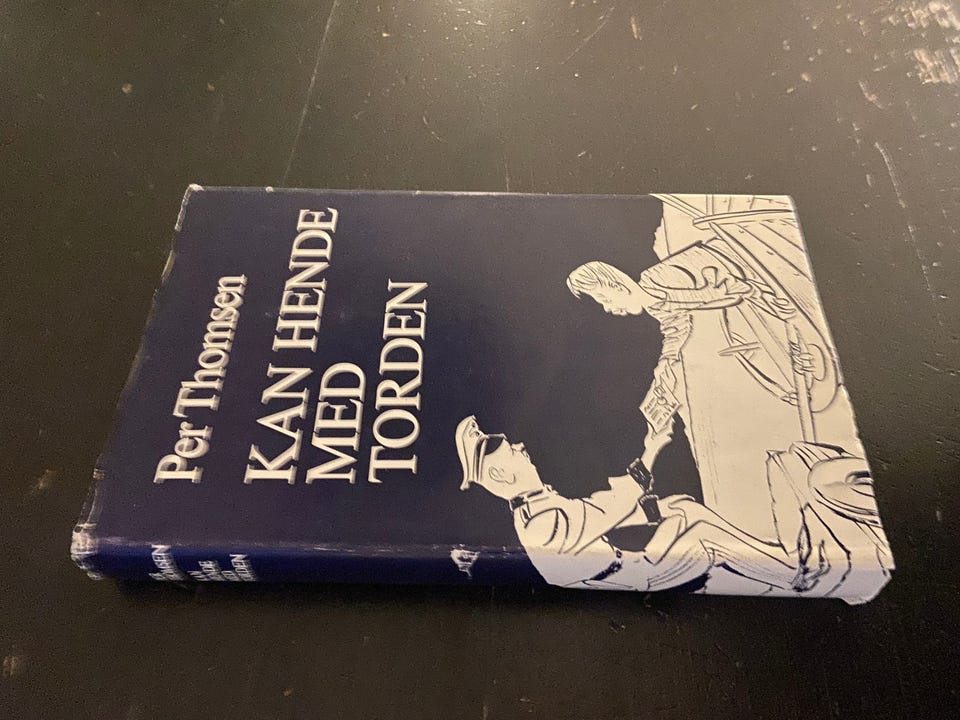 Per Thomsen
KAN HENDE
MED
TORDEN